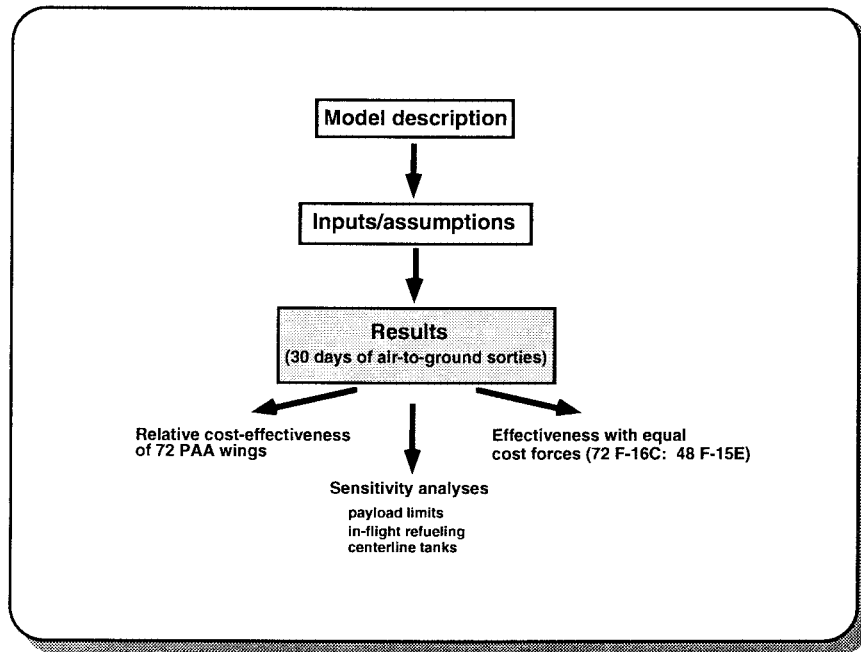 Model description
Inputs/assumptions
Results
(30 days of air-to-ground sorties)
Relative cost-effectiveness
of 72 PAA wings
Effectiveness with equal
cost forces (72 F-16C: 48 F-15E)
Sensitivity analyses
payload limits
in-flight refueling
centerline tanks